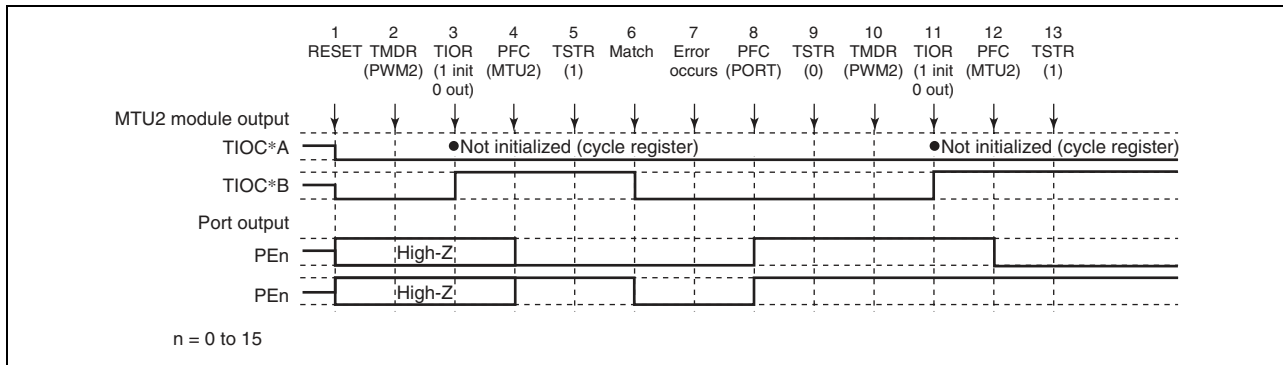 1 2 3 4 5 6 7 8 9 10 11 12 13
RESET TMDR TIOR PFC TSTR Match Error PFC TSTR TMDR TIOR PFC TSTR
(PWM2) (1 init (MTU2) (1) occurs (PORT) (0) (PWM2) (1 init (MTU2) (1)
0 out) 0 out)
MTU2 module output
TIOC*A ●Not initialized (cycle register) ●Not initialized (cycle register)
TIOC*B
Port output
PEn High-Z
PEn High-Z
n = 0 to 15